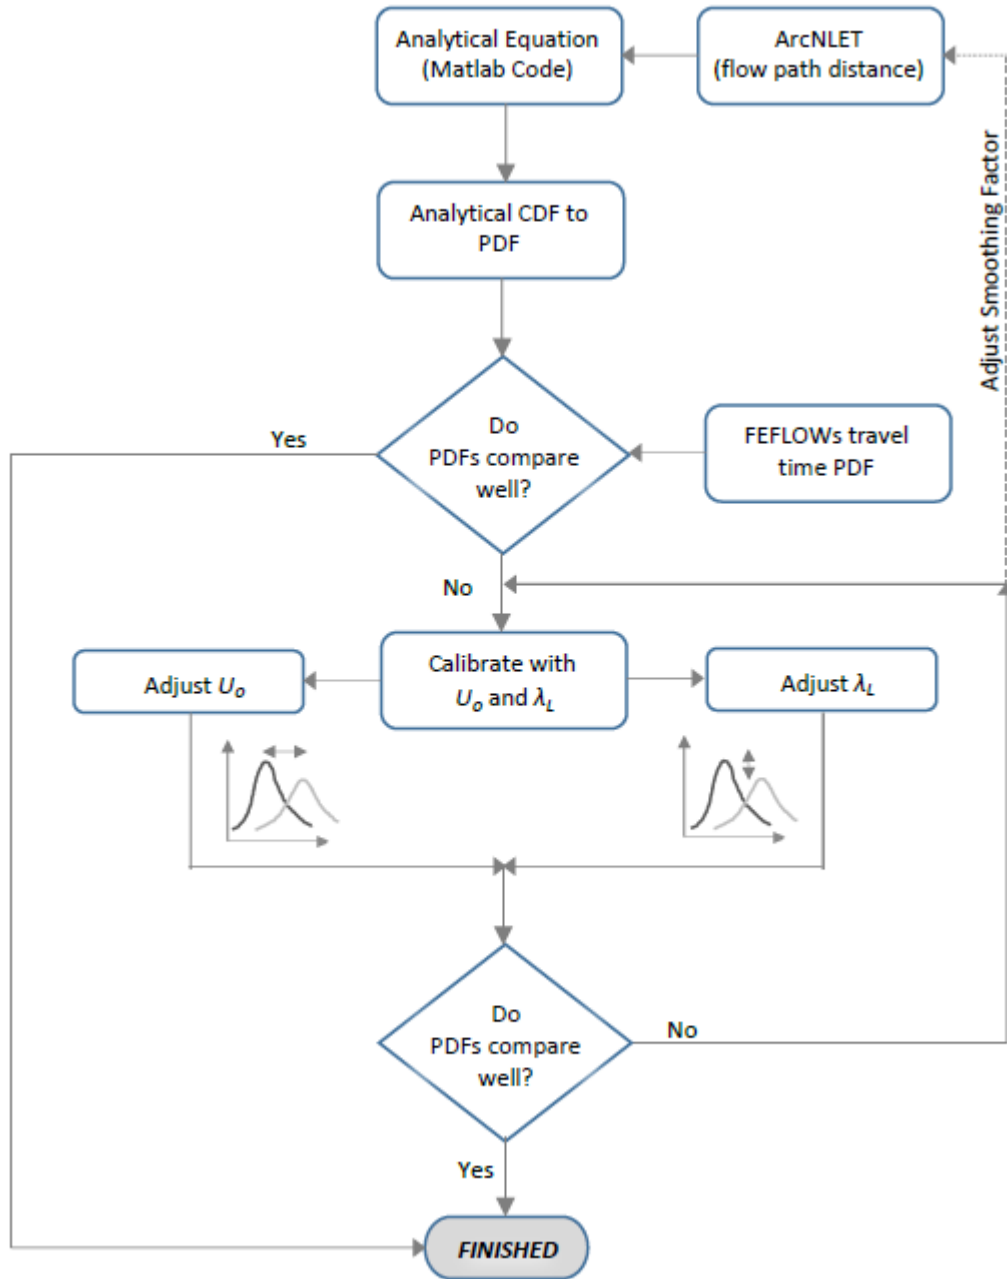 Analytical Equation
(Matlab Code)
ArcNLET
(flow path distance)
Adjust Smoothing Factor
Analytical CDF to
PDF
Yes
Do
PDFs compare
well?
FEFLOWs travel
time PDF
No
Adjust Uₒ
Calibrate with
Uₒ and λL
Adjust λL
Do
PDFs compare
well?
No
Yes
FINISHED